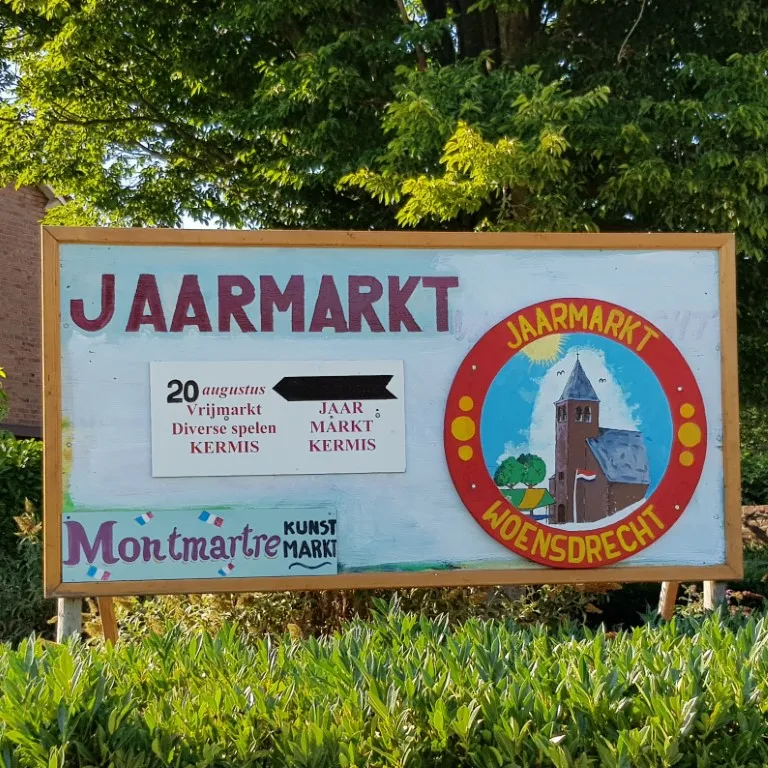 JAARMARKT
20 augustus
Vrijmarkt
Diverse spelen
KERMIS
JAAR
MARKT
KERMIS
Montmartre
KUNST
MARKT
JAARMARKT
WOENSDRECHT